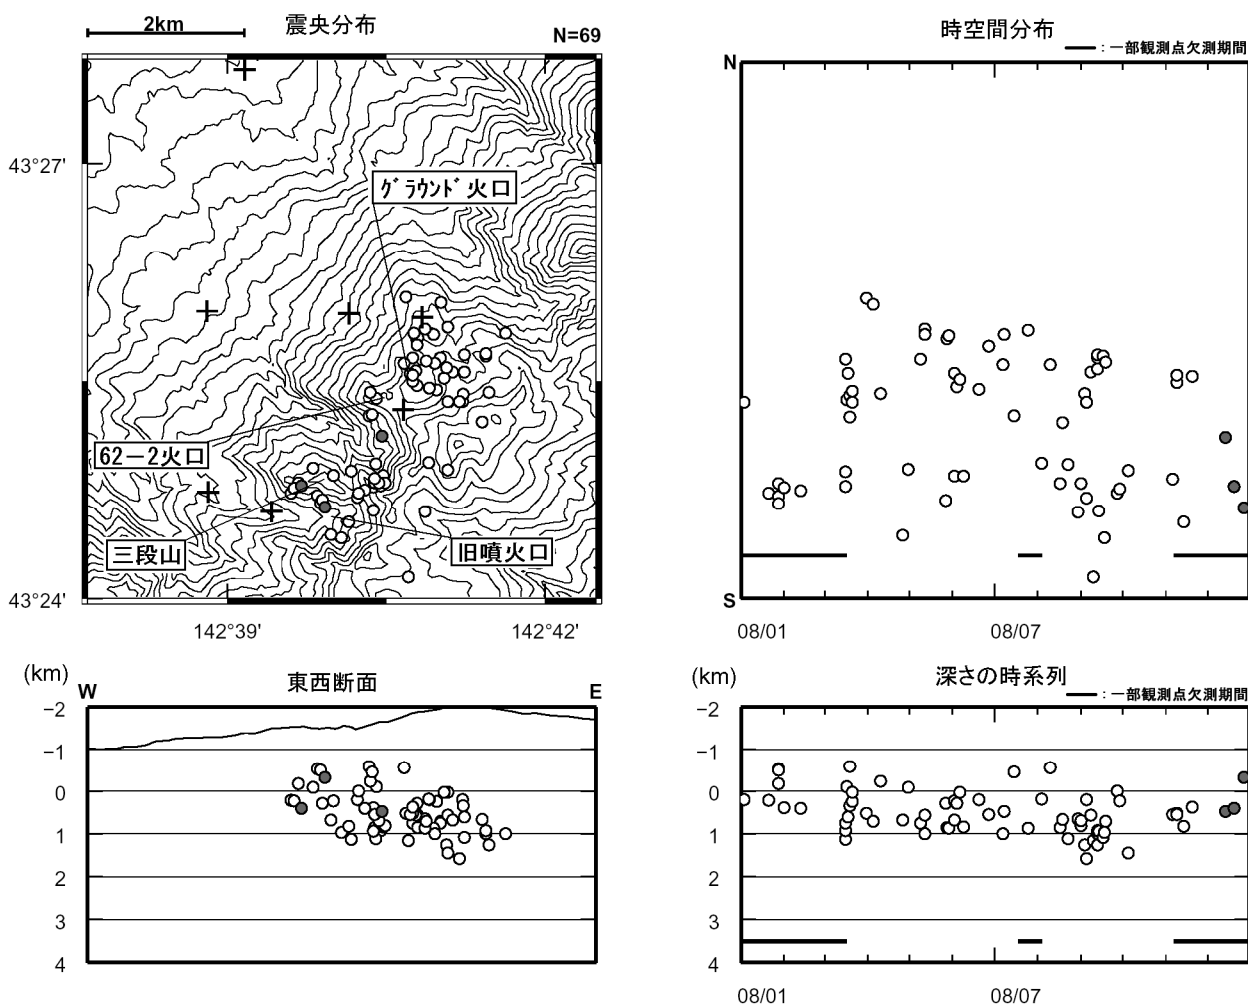 2km
震央分布
N=69
43°27'
グラウンド火口
62－2火口
三段山
旧噴火口
43°24'
142°39'
142°42'
時空間分布
：一部観測点欠測期間
N
S
08/01
08/07
(km)
東西断面
W
E
−2
−1
0
1
2
3
4
(km)
深さの時系列
：一部観測点欠測期間
−2
−1
0
1
2
3
4
08/01
08/07